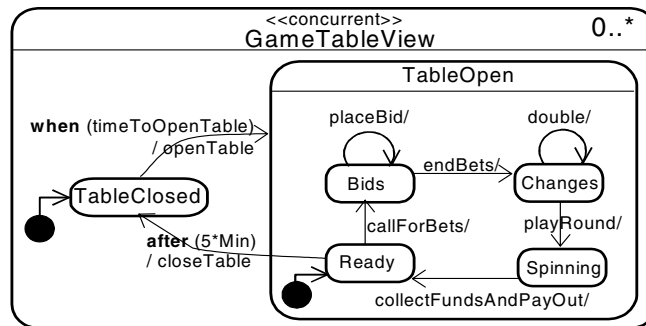 <<concurrent>>
GameTableView
0..*
TableOpen
placeBid/
double/
when (timeToOpenTable)
/ openTable
endBets/
Bids
Changes
TableClosed
callForBets/
playRound/
after (5*Min)
/ closeTable
Ready
Spinning
collectFundsAndPayOut/